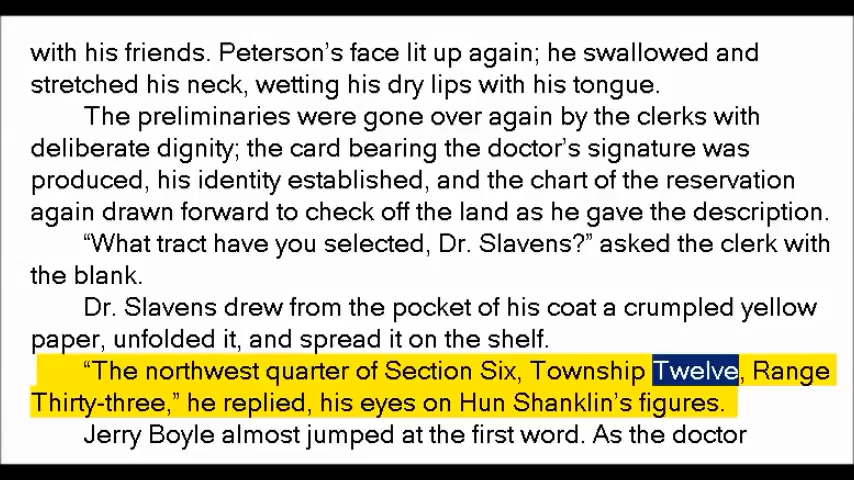 with his friends. Peterson’s face lit up again; he swallowed and
stretched his neck, wetting his dry lips with his tongue.
The preliminaries were gone over again by the clerks with
deliberate dignity; the card bearing the doctor’s signature was
produced, his identity established, and the chart of the reservation
again drawn forward to check off the land as he gave the description.
“What tract have you selected, Dr. Slavens?” asked the clerk with
the blank.
Dr. Slavens drew from the pocket of his coat a crumpled yellow
paper, unfolded it, and spread it on the shelf.
“The northwest quarter of Section Six, Township Twelve, Range
Thirty-three,” he replied, his eyes on Hun Shanklin’s figures.
Jerry Boyle almost jumped at the first word. As the doctor